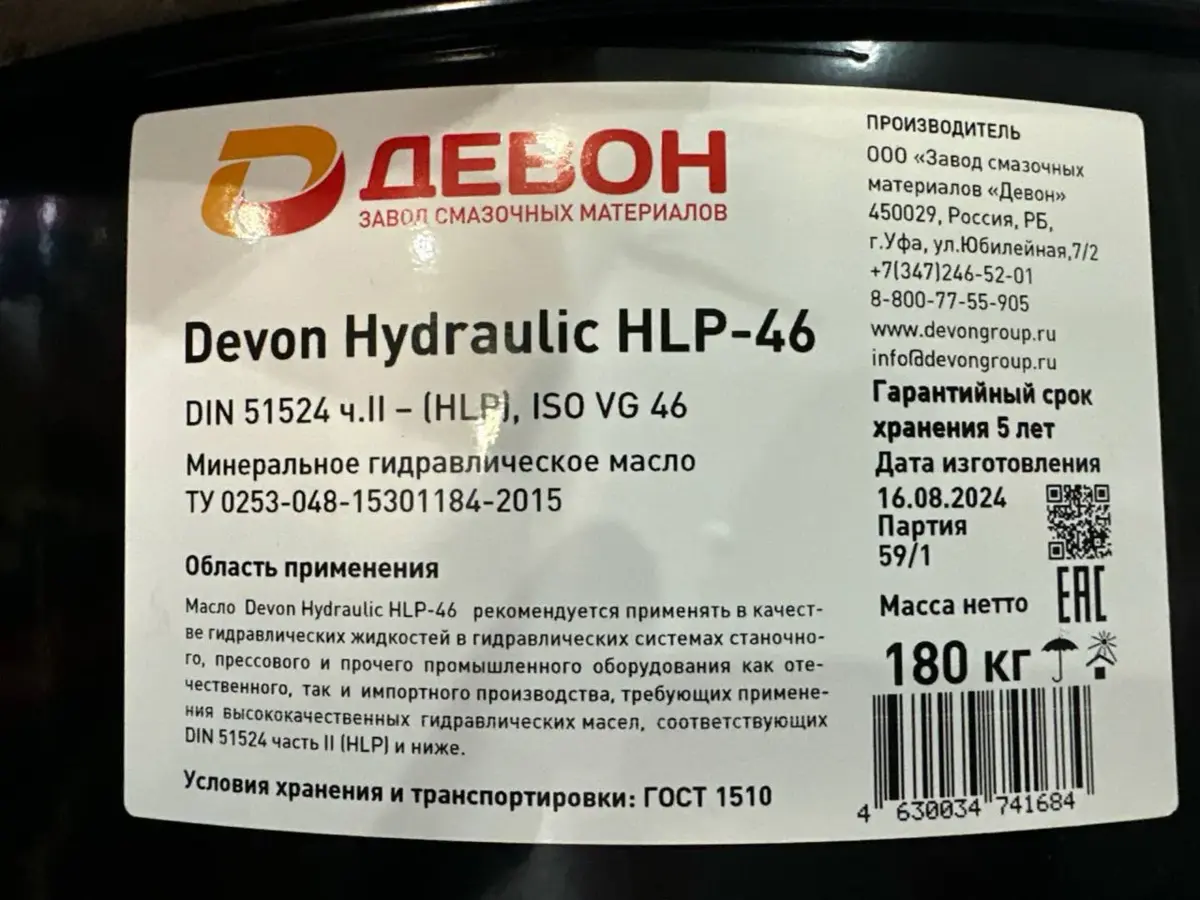 ДЕВОН
ЗАВОД СМАЗОЧНЫХ МАТЕРИАЛОВ
Devon Hydraulic HLP-46
DIN 51524 ч.II – (HLP), ISO VG 46
Минеральное гидравлическое масло
ТУ 0253-048-15301184-2015
Область применения
Масло Devon Hydraulic HLP-46 рекомендуется применять в качест-
ве гидравлических жидкостей в гидравлических системах станочно-
го, прессового и прочего промышленного оборудования как оте-
чественного, так и импортного производства, требующих примене-
ния высококачественных гидравлических масел, соответствующих
DIN 51524 часть II (HLP) и ниже.
Условия хранения и транспортировки: ГОСТ 1510
ПРОИЗВОДИТЕЛЬ
ООО «Завод смазочных
материалов «Девон»
450029, Россия, РБ,
г.Уфа, ул.Юбилейная,7/2
+7(347)246-52-01
8-800-77-55-905
www.devongroup.ru
info@devongroup.ru
Гарантийный срок
хранения 5 лет
Дата изготовления
16.08.2024
Партия
59/1
EAC
Масса нетто
180 кг
4 630034 741684